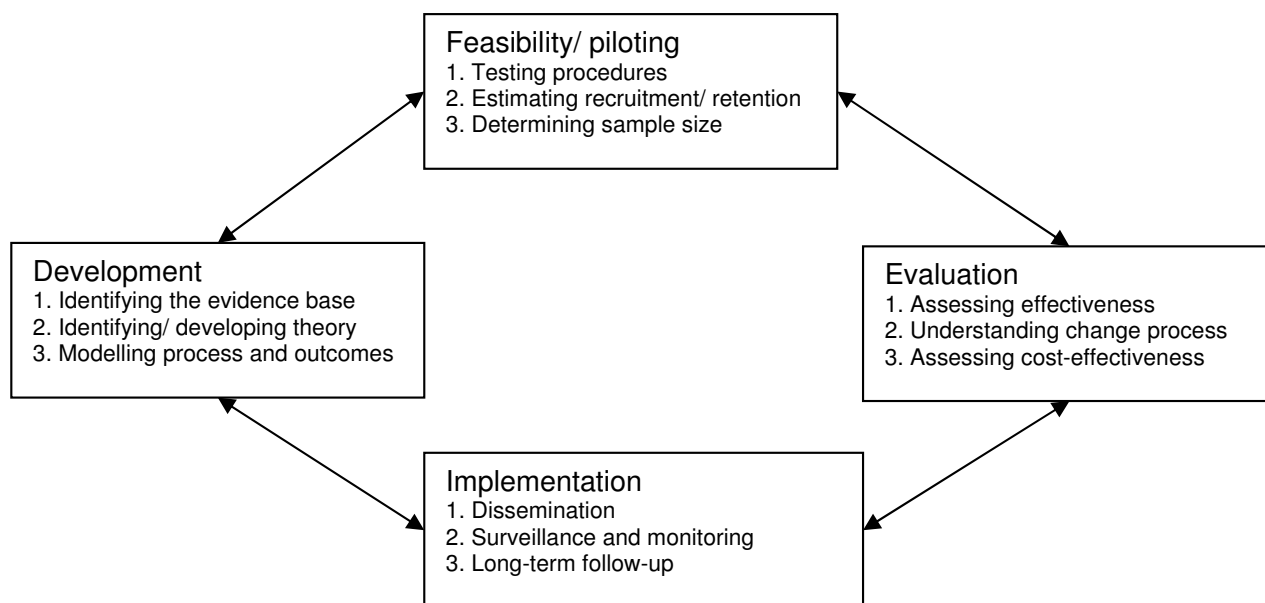 Feasibility/ piloting
1. Testing procedures
2. Estimating recruitment/ retention
3. Determining sample size
Development
1. Identifying the evidence base
2. Identifying/ developing theory
3. Modelling process and outcomes
Evaluation
1. Assessing effectiveness
2. Understanding change process
3. Assessing cost-effectiveness
Implementation
1. Dissemination
2. Surveillance and monitoring
3. Long-term follow-up